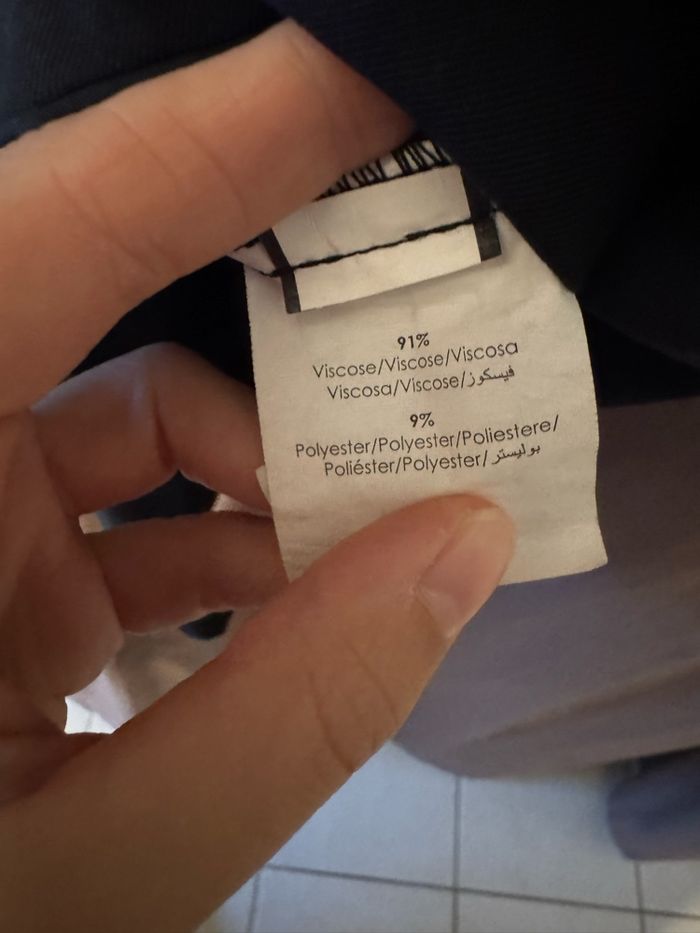 91%
Viscose/Viscose/Viscosa
Viscosa/Viscose/فيسكوز
9%
Polyester/Polyester/Poliestere/
Poliéster/Polyester/بوليستر